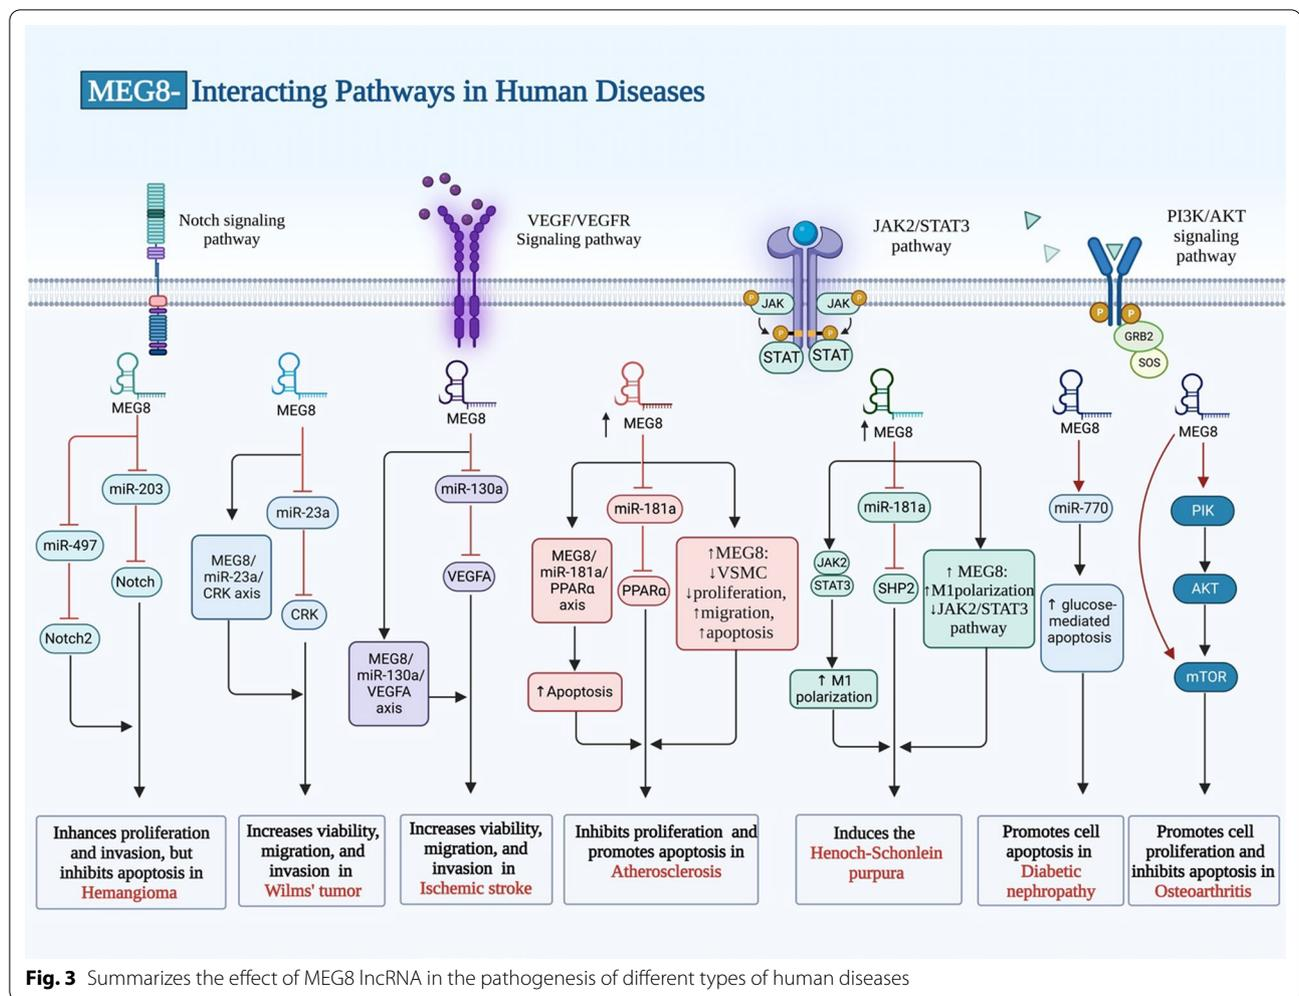 MEG8- Interacting Pathways in Human Diseases
Notch signaling
pathway
VEGF/VEGFR
Signaling pathway
JAK2/STAT3
pathway
PI3K/AKT
signaling
pathway
P
JAK
JAK
P
P
P
STAT
STAT
P
P
GRB2
SOS
MEG8
miR-203
miR-497
Notch
Notch2
Enhances proliferation
and invasion, but
inhibits apoptosis in
Hemangioma
MEG8
miR-23a
MEG8/
miR-23a/
CRK axis
CRK
Increases viability,
migration, and
invasion in
Wilms' tumor
MEG8
miR-130a
VEGFA
MEG8/
miR-130a/
VEGFA
axis
Increases viability,
migration, and
invasion in
Ischemic stroke
↑
MEG8
miR-181a
MEG8/
miR-181a/
PPARα
axis
PPARα
↑MEG8:
↓VSMC
↓proliferation,
↑migration,
↑apoptosis
↑Apoptosis
Inhibits proliferation and
promotes apoptosis in
Atherosclerosis
↑
MEG8
miR-181a
JAK2
STAT3
SHP2
↑ MEG8:
↑M1polarization
↓JAK2/STAT3
pathway
↑ M1
polarization
Induces the
Henoch-Schonlein
purpura
MEG8
miR-770
↑ glucose-
mediated
apoptosis
Promotes cell
apoptosis in
Diabetic
nephropathy
MEG8
PIK
AKT
mTOR
Promotes cell
proliferation and
inhibits apoptosis in
Osteoarthritis
Fig. 3 Summarizes the effect of MEG8 lncRNA in the pathogenesis of different types of human diseases